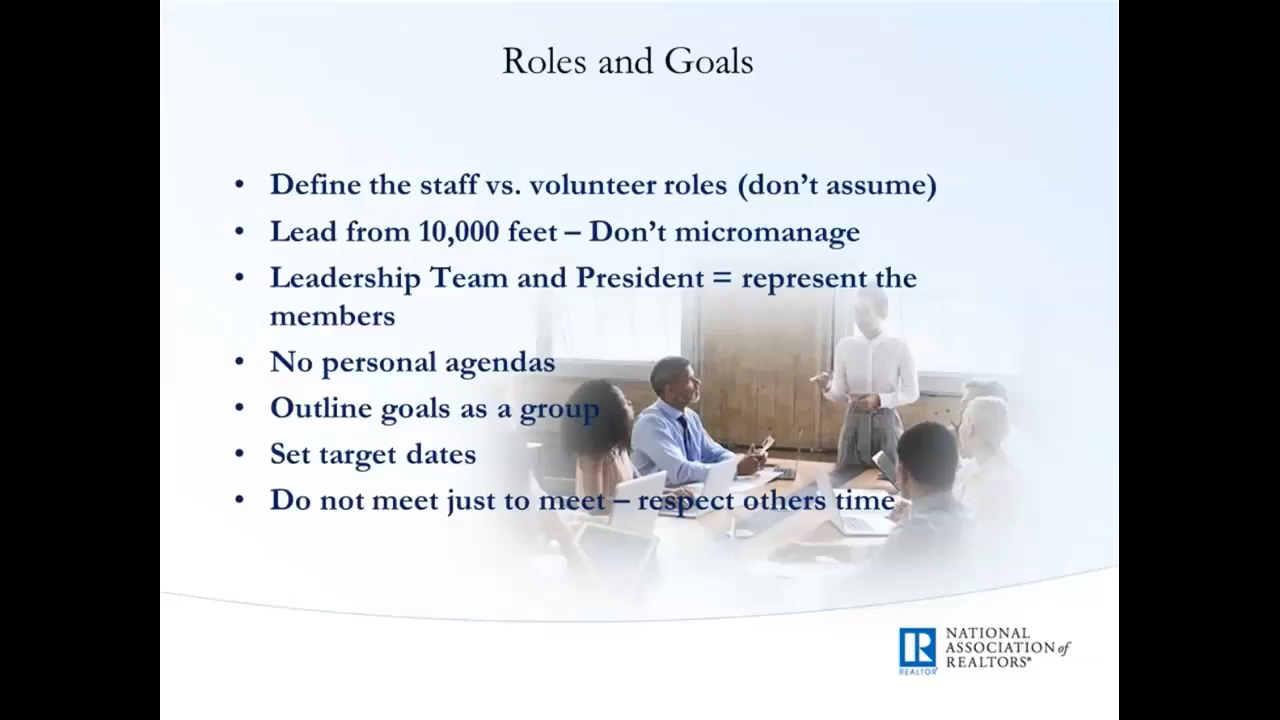 Roles and Goals
• Define the staff vs. volunteer roles (don’t assume)
• Lead from 10,000 feet – Don’t micromanage
• Leadership Team and President = represent the
members
• No personal agendas
• Outline goals as a group
• Set target dates
• Do not meet just to meet – respect others time
NATIONAL
ASSOCIATION of
REALTORS®
REALTOR®